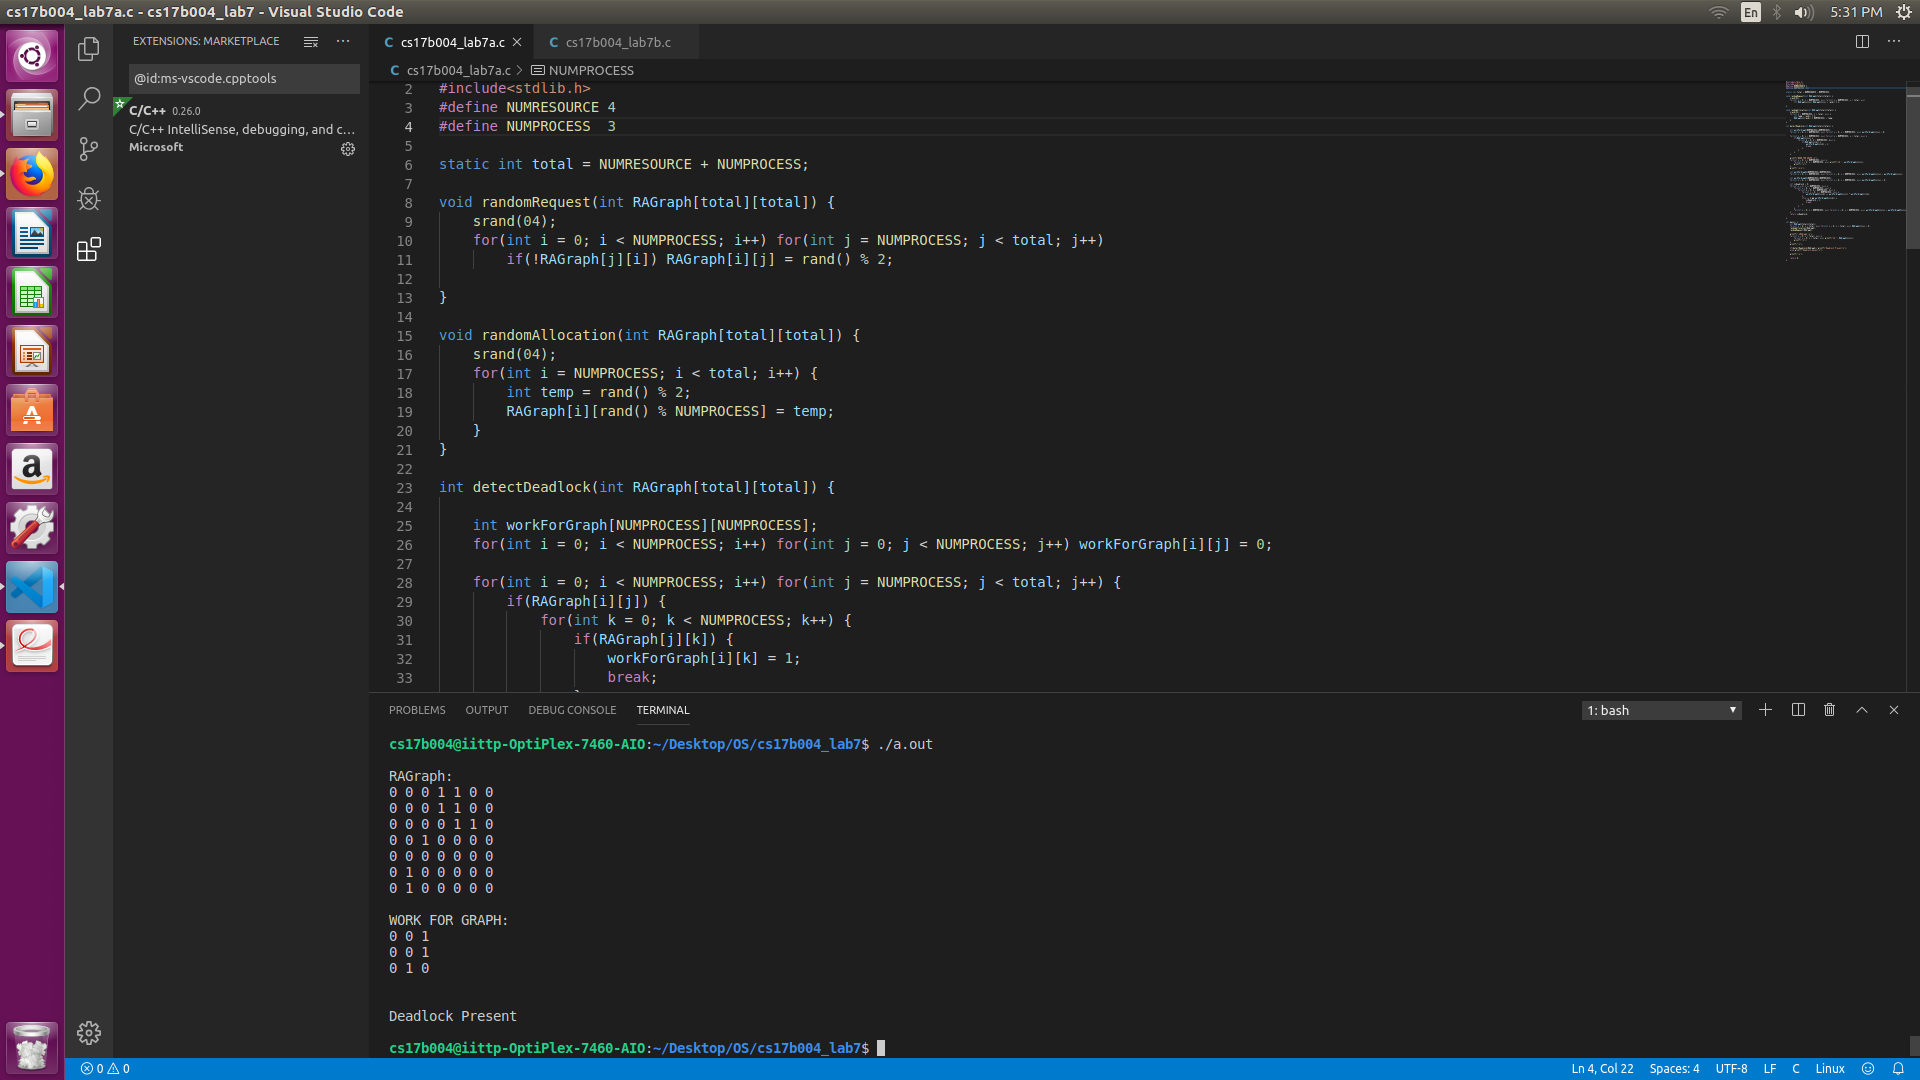 cs17b004_lab7a.c - cs17b004_lab7 - Visual Studio Code
En
5:31 PM
EXTENSIONS: MARKETPLACE
@id:ms-vscode.cpptools
C/C++ 0.26.0
C/C++ IntelliSense, debugging, and c...
Microsoft
C cs17b004_lab7a.c
C cs17b004_lab7b.c
C cs17b004_lab7a.c > NUMPROCESS
2 #include<stdlib.h>
3 #define NUMRESOURCE 4
4 #define NUMPROCESS  3
5
6 static int total = NUMRESOURCE + NUMPROCESS;
7
8 void randomRequest(int RAGraph[total][total]) {
9     srand(04);
10     for(int i = 0; i < NUMPROCESS; i++) for(int j = NUMPROCESS; j < total; j++)
11         if(!RAGraph[j][i]) RAGraph[i][j] = rand() % 2;
12
13 }
14
15 void randomAllocation(int RAGraph[total][total]) {
16     srand(04);
17     for(int i = NUMPROCESS; i < total; i++) {
18         int temp = rand() % 2;
19         RAGraph[i][rand() % NUMPROCESS] = temp;
20     }
21 }
22
23 int detectDeadlock(int RAGraph[total][total]) {
24
25     int workForGraph[NUMPROCESS][NUMPROCESS];
26     for(int i = 0; i < NUMPROCESS; i++) for(int j = 0; j < NUMPROCESS; j++) workForGraph[i][j] = 0;
27
28     for(int i = 0; i < NUMPROCESS; i++) for(int j = NUMPROCESS; j < total; j++) {
29         if(RAGraph[i][j]) {
30             for(int k = 0; k < NUMPROCESS; k++) {
31                 if(RAGraph[j][k]) {
32                     workForGraph[i][k] = 1;
33                     break;
PROBLEMS OUTPUT DEBUG CONSOLE TERMINAL
1: bash
cs17b004@iittp-OptiPlex-7460-AIO:~/Desktop/OS/cs17b004_lab7$ ./a.out
RAGraph:
0 0 0 1 1 0 0
0 0 0 1 1 0 0
0 0 0 0 1 1 0
0 0 1 0 0 0 0
0 0 0 0 0 0 0
0 1 0 0 0 0 0
0 1 0 0 0 0 0
WORK FOR GRAPH:
0 0 1
0 0 1
0 1 0
Deadlock Present
cs17b004@iittp-OptiPlex-7460-AIO:~/Desktop/OS/cs17b004_lab7$
0 0
Ln 4, Col 22 Spaces: 4 UTF-8 LF C Linux